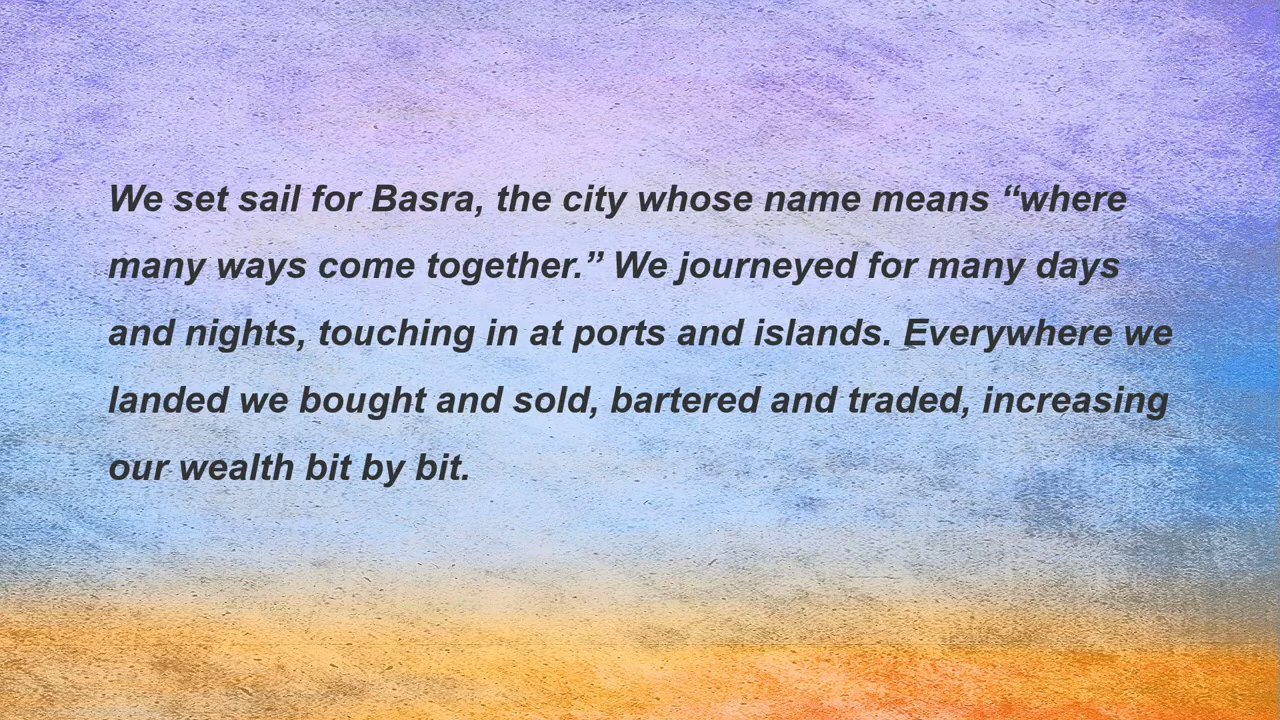 We set sail for Basra, the city whose name means “where
many ways come together.” We journeyed for many days
and nights, touching in at ports and islands. Everywhere we
landed we bought and sold, bartered and traded, increasing
our wealth bit by bit.